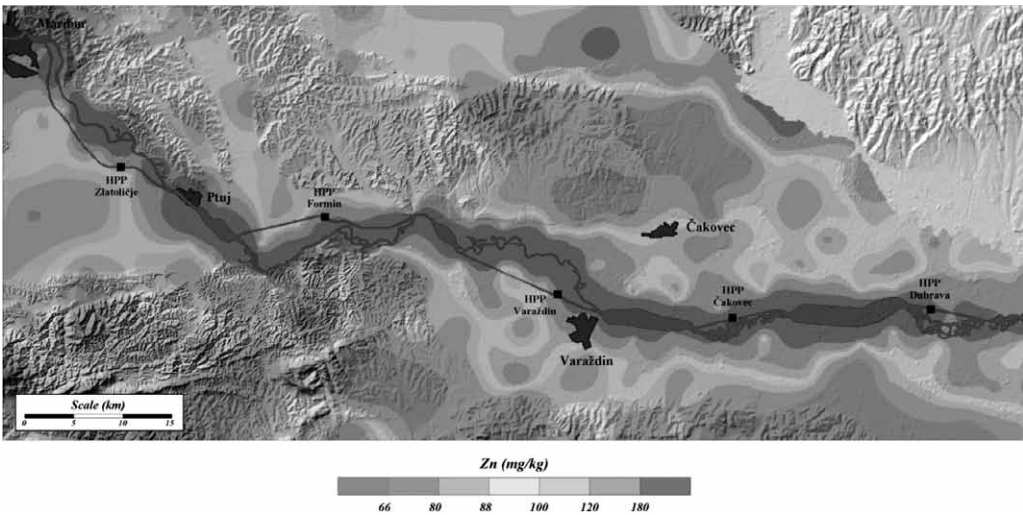 Maribor
HPP
Zlatoličje
Ptuj
HPP
Formin
Čakovec
HPP
Varaždin
Varaždin
HPP
Čakovec
HPP
Dubrava
Scale (km)
0 5 10 15
Zn (mg/kg)
66 80 88 100 120 180